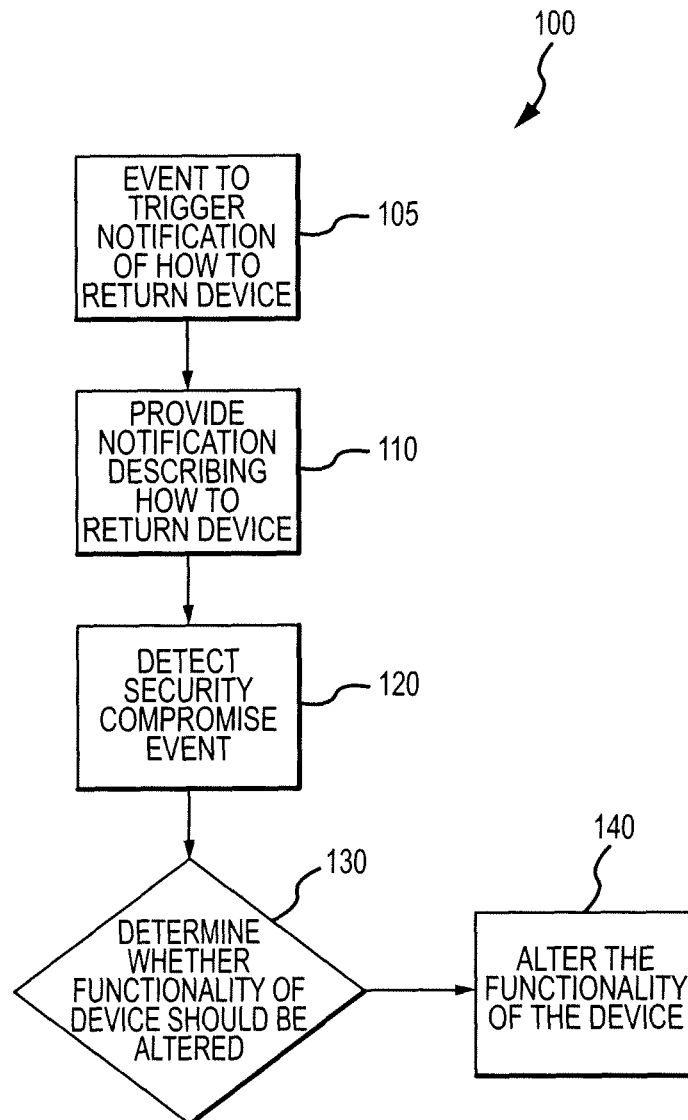 100
EVENT TO
TRIGGER
NOTIFICATION
OF HOW TO
RETURN DEVICE
105
PROVIDE
NOTIFICATION
DESCRIBING
HOW TO
RETURN DEVICE
110
DETECT
SECURITY
COMPROMISE
EVENT
120
130
DETERMINE
WHETHER
FUNCTIONALITY OF
DEVICE SHOULD BE
ALTERED
140
ALTER THE
FUNCTIONALITY
OF THE DEVICE